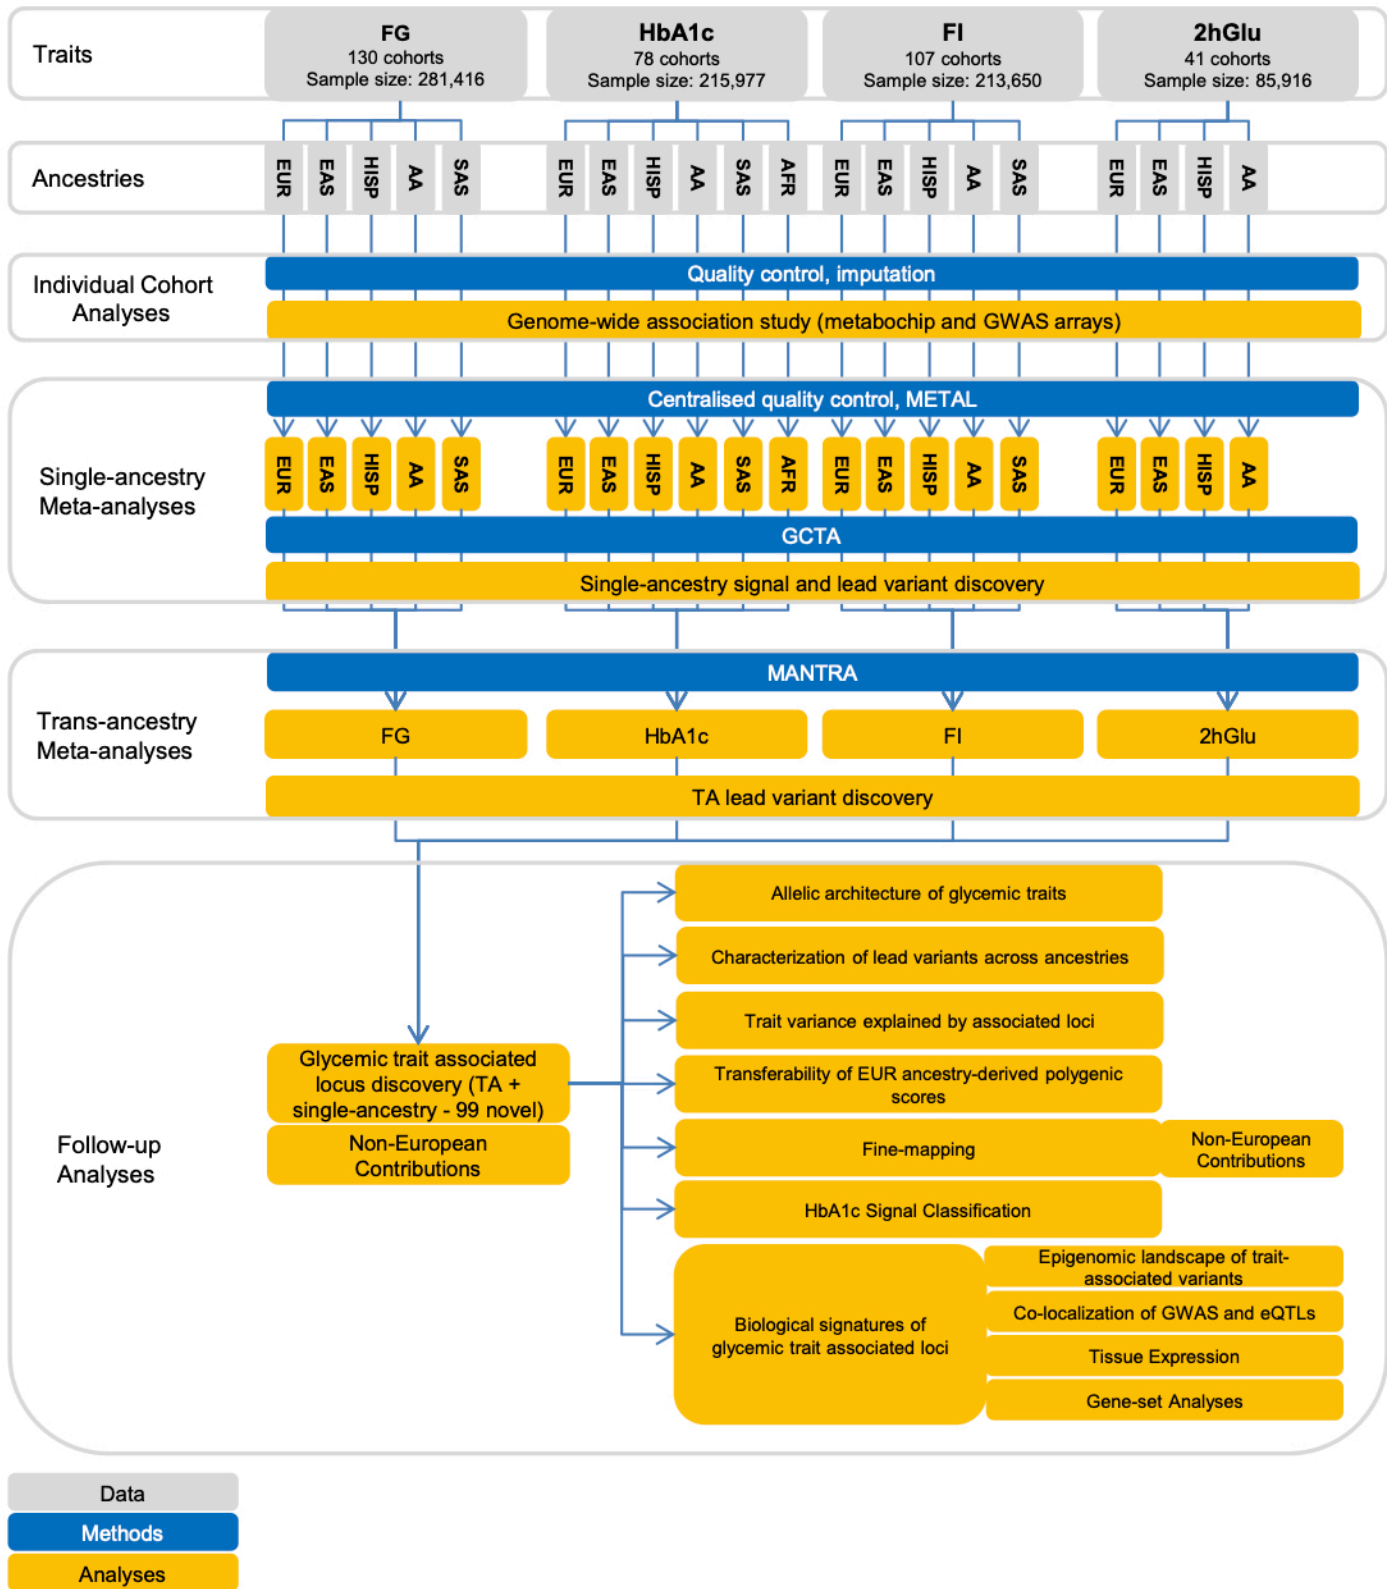 Traits
FG
130 cohorts
Sample size: 281,416
HbA1c
78 cohorts
Sample size: 215,977
FI
107 cohorts
Sample size: 213,650
2hGlu
41 cohorts
Sample size: 85,916
Ancestries
EUR
EAS
HISP
AA
SAS
EUR
EAS
HISP
AA
SAS
AFR
EUR
EAS
HISP
AA
SAS
EUR
EAS
HISP
AA
Individual Cohort
Analyses
Quality control, imputation
Genome-wide association study (metabochip and GWAS arrays)
Single-ancestry
Meta-analyses
Centralised quality control, METAL
EUR
EAS
HISP
AA
SAS
EUR
EAS
HISP
AA
SAS
AFR
EUR
EAS
HISP
AA
SAS
EUR
EAS
HISP
AA
GCTA
Single-ancestry signal and lead variant discovery
Trans-ancestry
Meta-analyses
MANTRA
FG
HbA1c
FI
2hGlu
TA lead variant discovery
Follow-up
Analyses
Glycemic trait associated
locus discovery (TA +
single-ancestry - 99 novel)
Non-European
Contributions
Allelic architecture of glycemic traits
Characterization of lead variants across ancestries
Trait variance explained by associated loci
Transferability of EUR ancestry-derived polygenic
scores
Fine-mapping
Non-European
Contributions
HbA1c Signal Classification
Biological signatures of
glycemic trait associated loci
Epigenomic landscape of trait-
associated variants
Co-localization of GWAS and eQTLs
Tissue Expression
Gene-set Analyses
Data
Methods
Analyses